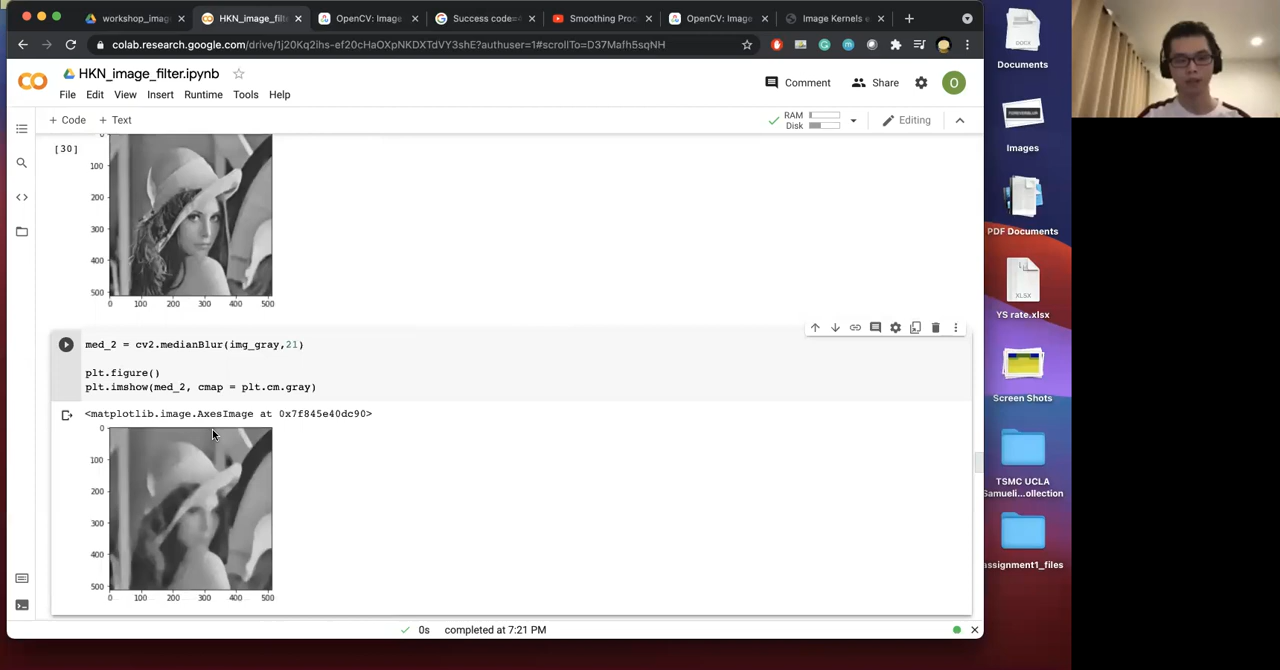 workshop_imag
HKN_image_filt
OpenCV: Image
Success code=
Smoothing Proc
OpenCV: Imag
Image Kernels e
colab.research.google.com/drive/1j20Kq2ihs-ef20cHaOXpNKDXTdVY3shE?authuser=1#scrollTo=D37Mafh5sqNH
HKN_image_filter.ipynb
File Edit View Insert Runtime Tools Help
Comment
Share
O
+ Code + Text
RAM
Disk
Editing
[30]
0
100
200
300
400
500
0 100 200 300 400 500
med_2 = cv2.medianBlur(img_gray,21)
plt.figure()
plt.imshow(med_2, cmap = plt.cm.gray)
<matplotlib.image.AxesImage at 0x7f845e40dc90>
0
100
200
300
400
500
0 100 200 300 400 500
0s completed at 7:21 PM
DOCX
Documents
Images
PDF Documents
XLSX
YS rate.xlsx
Screen Shots
TSMC UCLA
Samueli...ollection
assignment1_files